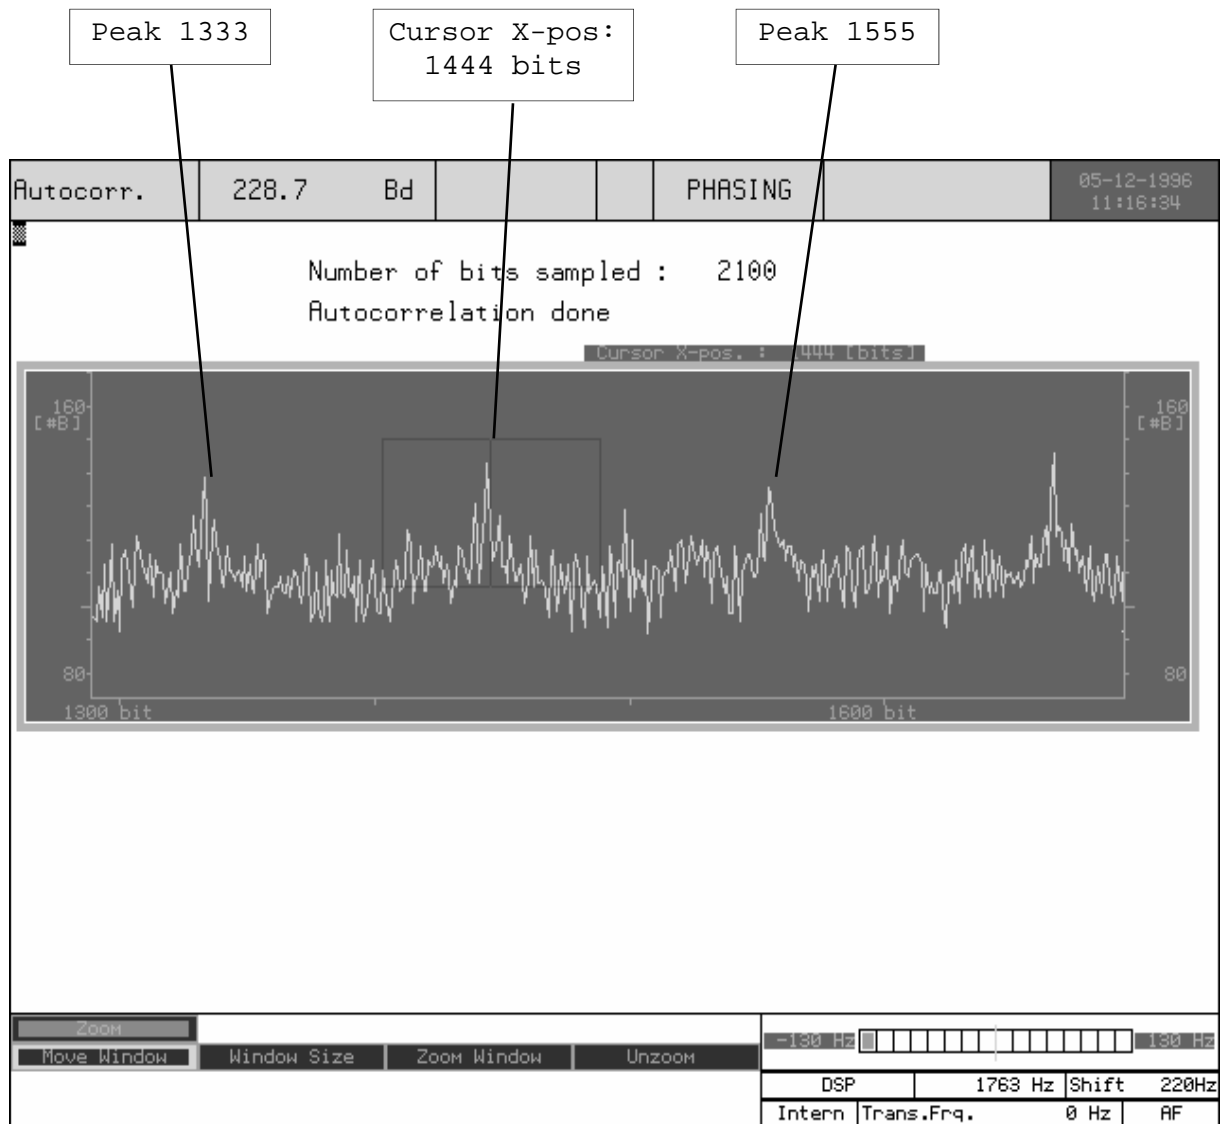 Peak 1333
Cursor X-pos:
1444 bits
Peak 1555
Autocorr. 228.7 Bd PHASING 05-12-1996
11:16:34
Number of bits sampled : 2100
Autocorrelation done
Cursor X-pos. : 1444 [bits]
160 160
[#B] [#B]
80 80
1300 bit 1600 bit
Zoom
Move Window Window Size Zoom Window Unzoom
-130 Hz 130 Hz
DSP 1763 Hz Shift 220Hz
Intern Trans.Frq. 0 Hz AF